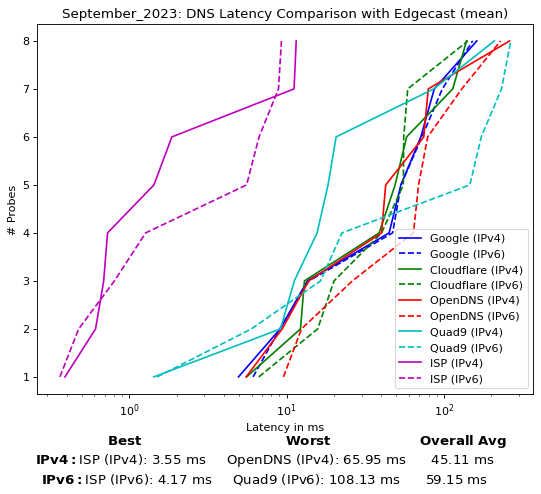 September_2023: DNS Latency Comparison with Edgecast (mean)
8
7
6
5
4
3
2
1
# Probes
10⁰ 10¹ 10²
Latency in ms
Google (IPv4)
Google (IPv6)
Cloudflare (IPv4)
Cloudflare (IPv6)
OpenDNS (IPv4)
OpenDNS (IPv6)
Quad9 (IPv4)
Quad9 (IPv6)
ISP (IPv4)
ISP (IPv6)
Best Worst Overall Avg
IPv4: ISP (IPv4): 3.55 ms OpenDNS (IPv4): 65.95 ms 45.11 ms
IPv6: ISP (IPv6): 4.17 ms Quad9 (IPv6): 108.13 ms 59.15 ms